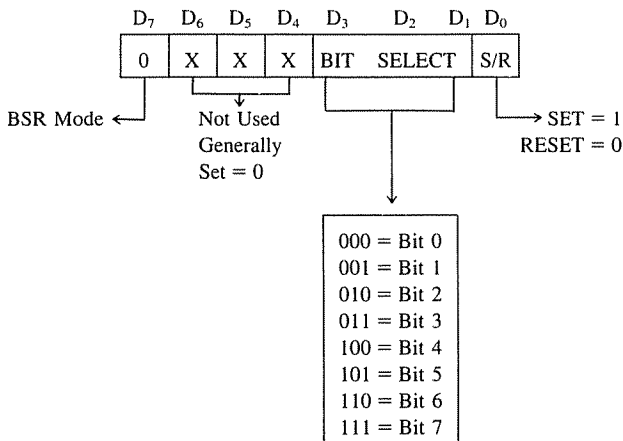 D₇ D₆ D₅ D₄ D₃ D₂ D₁ D₀
0 X X X BIT SELECT S/R
BSR Mode
Not Used
Generally
Set = 0
SET = 1
RESET = 0
000 = Bit 0
001 = Bit 1
010 = Bit 2
011 = Bit 3
100 = Bit 4
101 = Bit 5
110 = Bit 6
111 = Bit 7